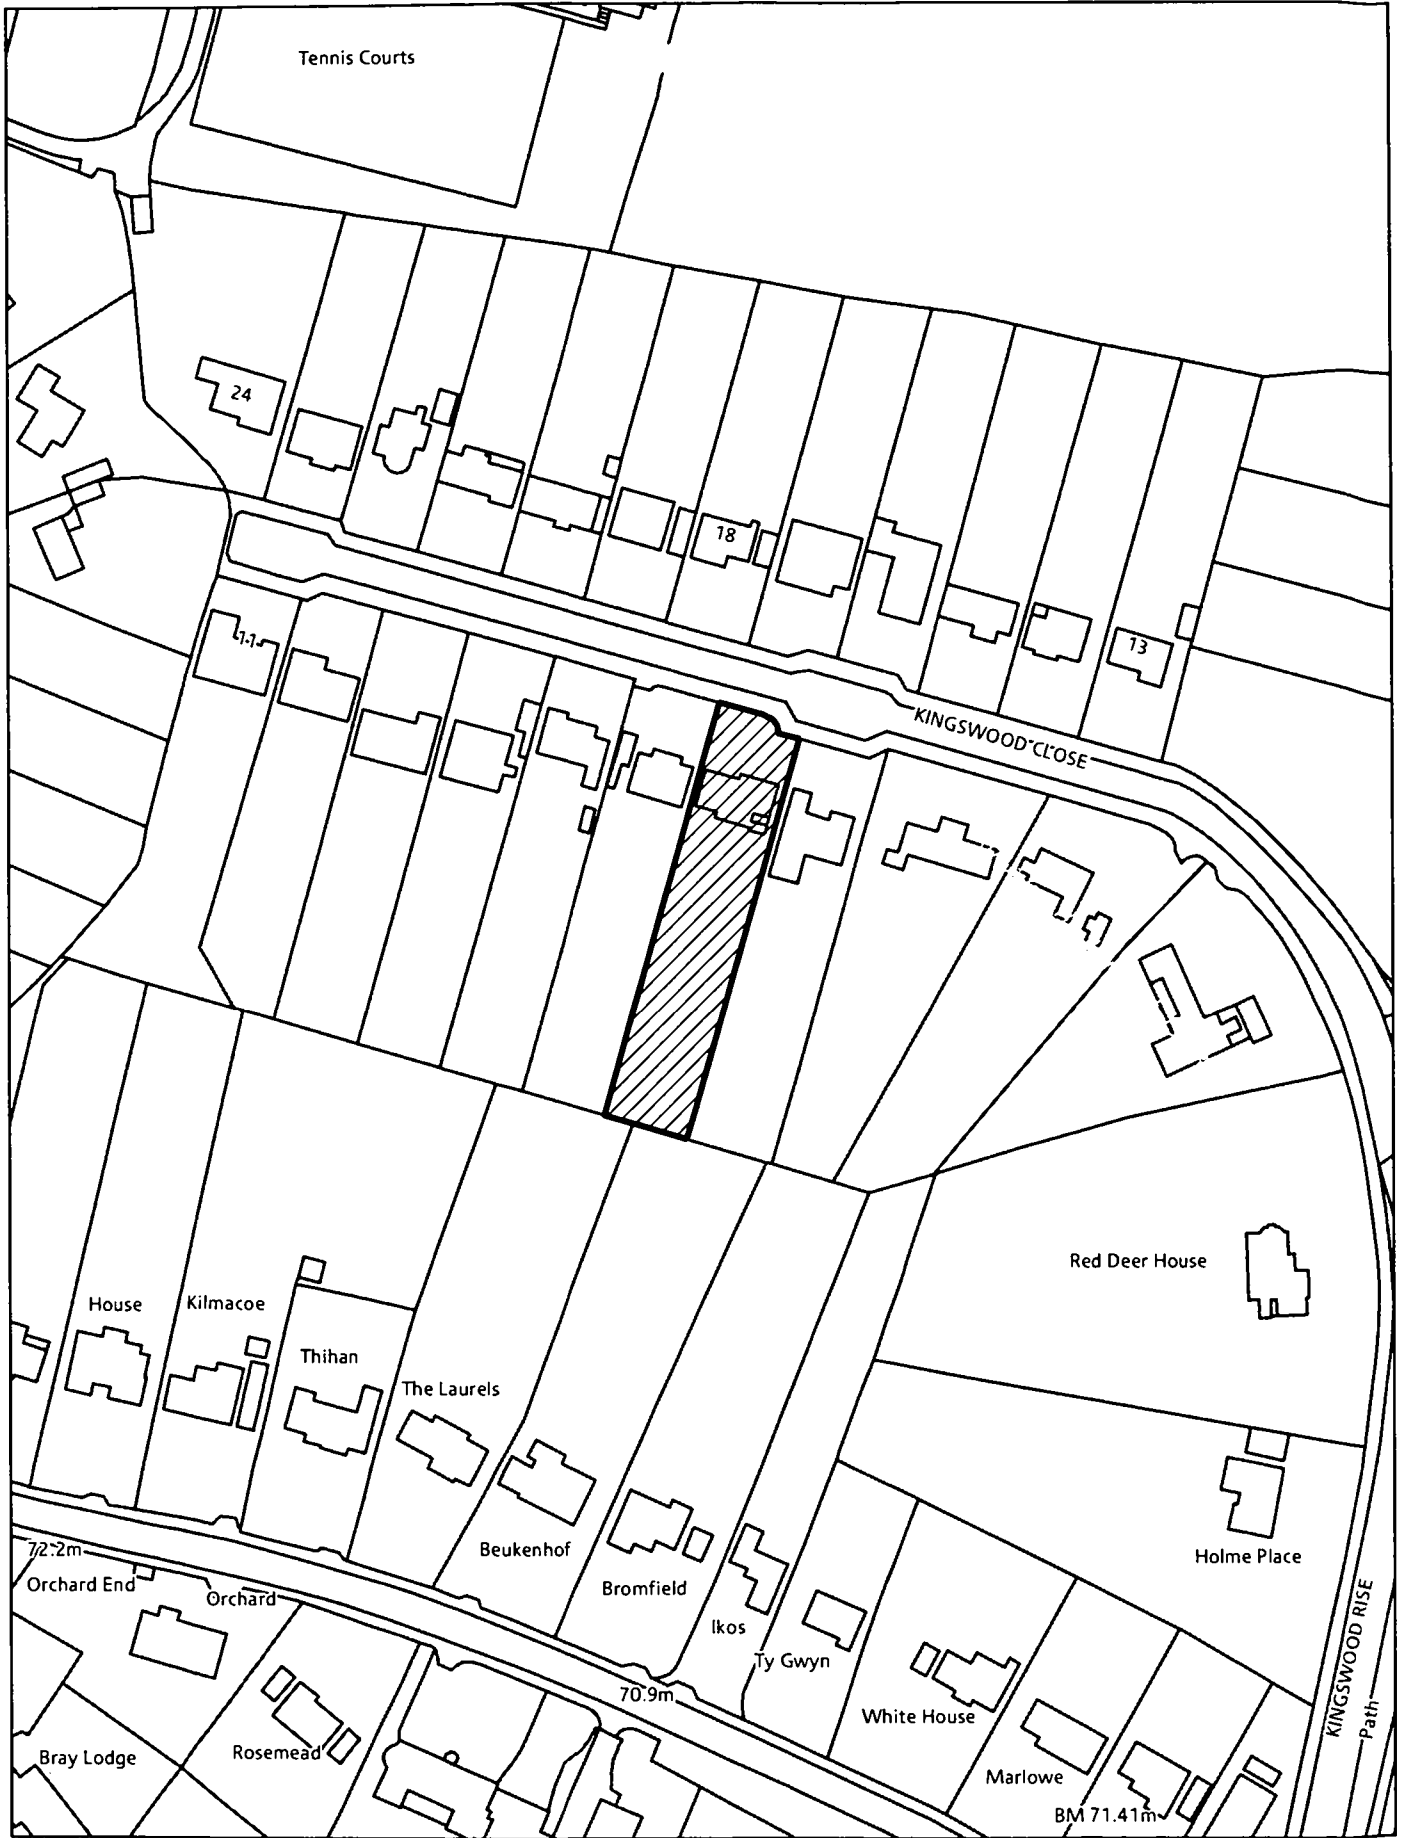 Tennis Courts
24
18
13
11
KINGSWOOD CLOSE
Red Deer House
House
Kilmacoe
Thihan
The Laurels
Beukenhof
Bromfield
Ikos
Ty Gwyn
White House
Marlowe
Holme Place
KINGSWOOD RISE
Path
72.2m
Orchard End
Orchard
70.9m
Rosemead
Bray Lodge
BM 71.41m